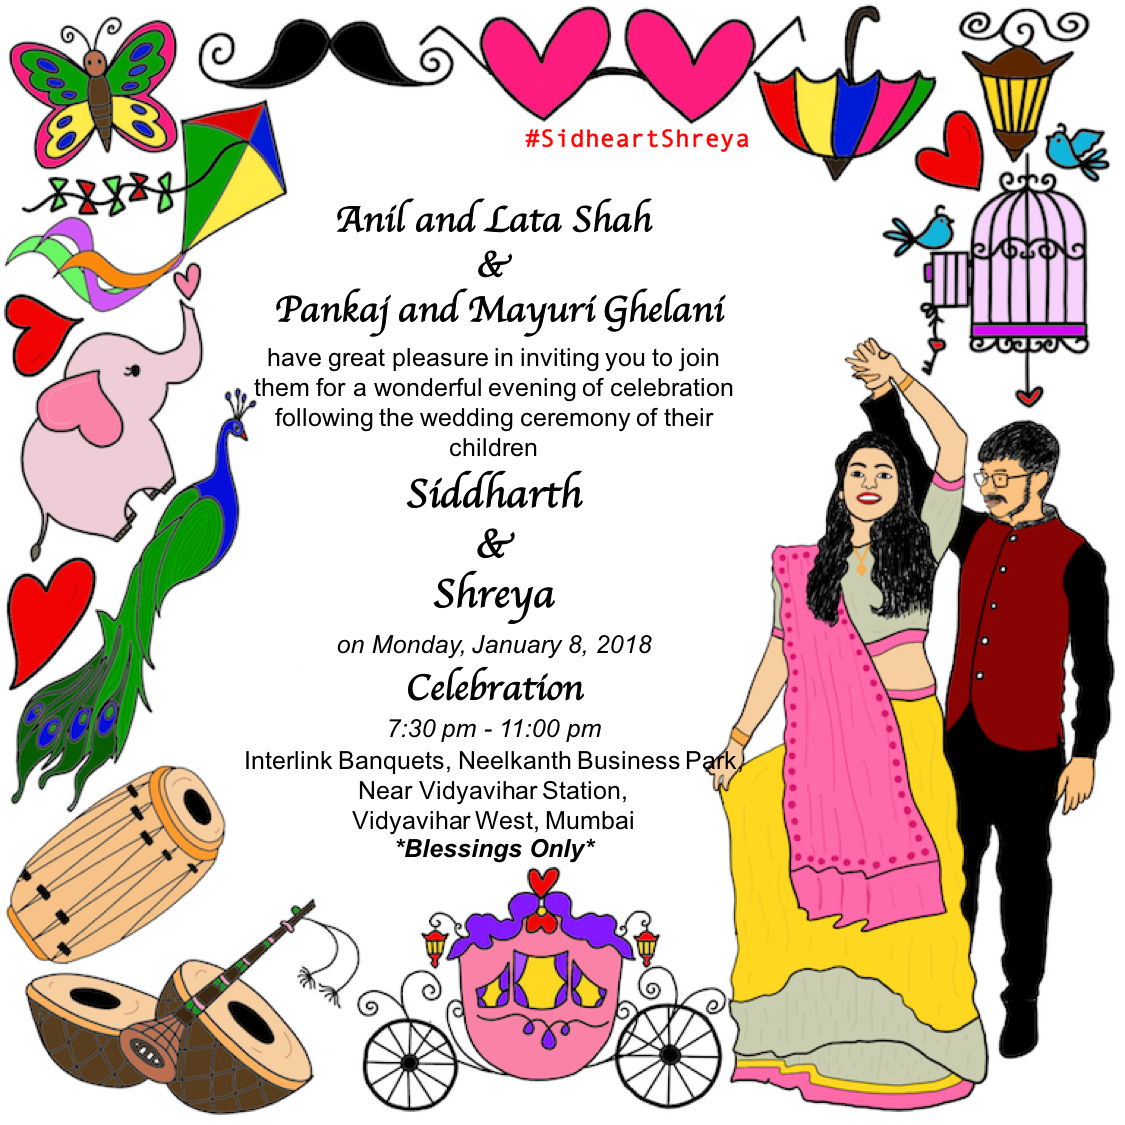 #SidheartShreya
Anil and Lata Shah
&
Pankaj and Mayuri Ghelani
have great pleasure in inviting you to join
them for a wonderful evening of celebration
following the wedding ceremony of their
children
Siddharth
&
Shreya
on Monday, January 8, 2018
Celebration
7:30 pm - 11:00 pm
Interlink Banquets, Neelkanth Business Park,
Near Vidyavihar Station,
Vidyavihar West, Mumbai
*Blessings Only*